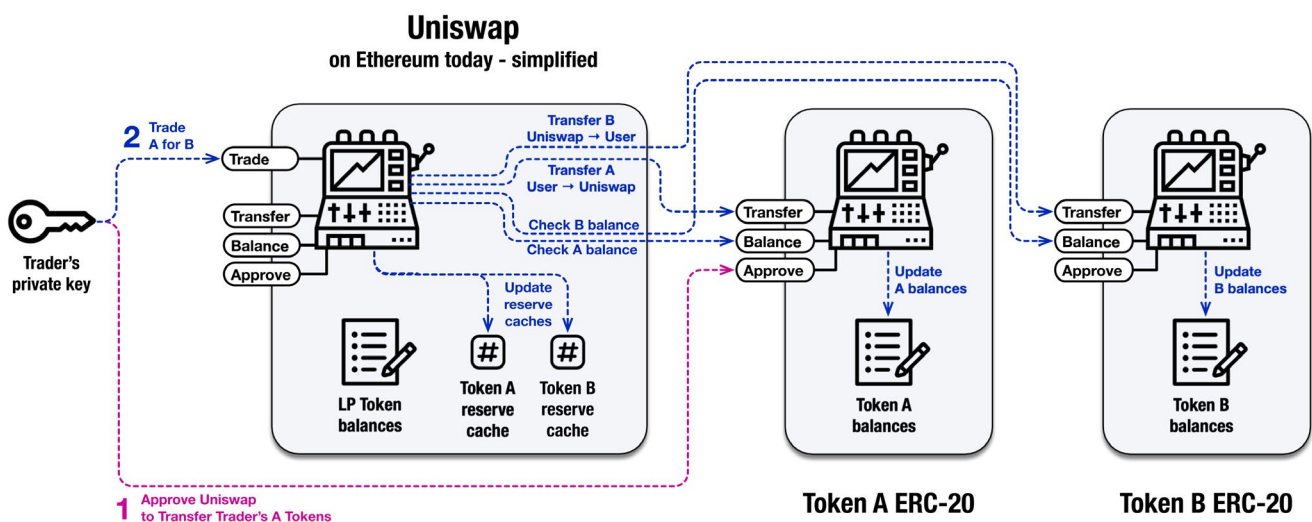 Uniswap
on Ethereum today - simplified
2 Trade
A for B
Trader's
private key
Trade
Transfer
Balance
Approve
Transfer B
Uniswap → User
Transfer A
User → Uniswap
Check B balance
Check A balance
Update
reserve
caches
LP Token
balances
#
Token A
reserve
cache
#
Token B
reserve
cache
1 Approve Uniswap
to Transfer Trader's A Tokens
Transfer
Balance
Approve
Update
A balances
Token A
balances
Token A ERC-20
Transfer
Balance
Approve
Update
B balances
Token B
balances
Token B ERC-20